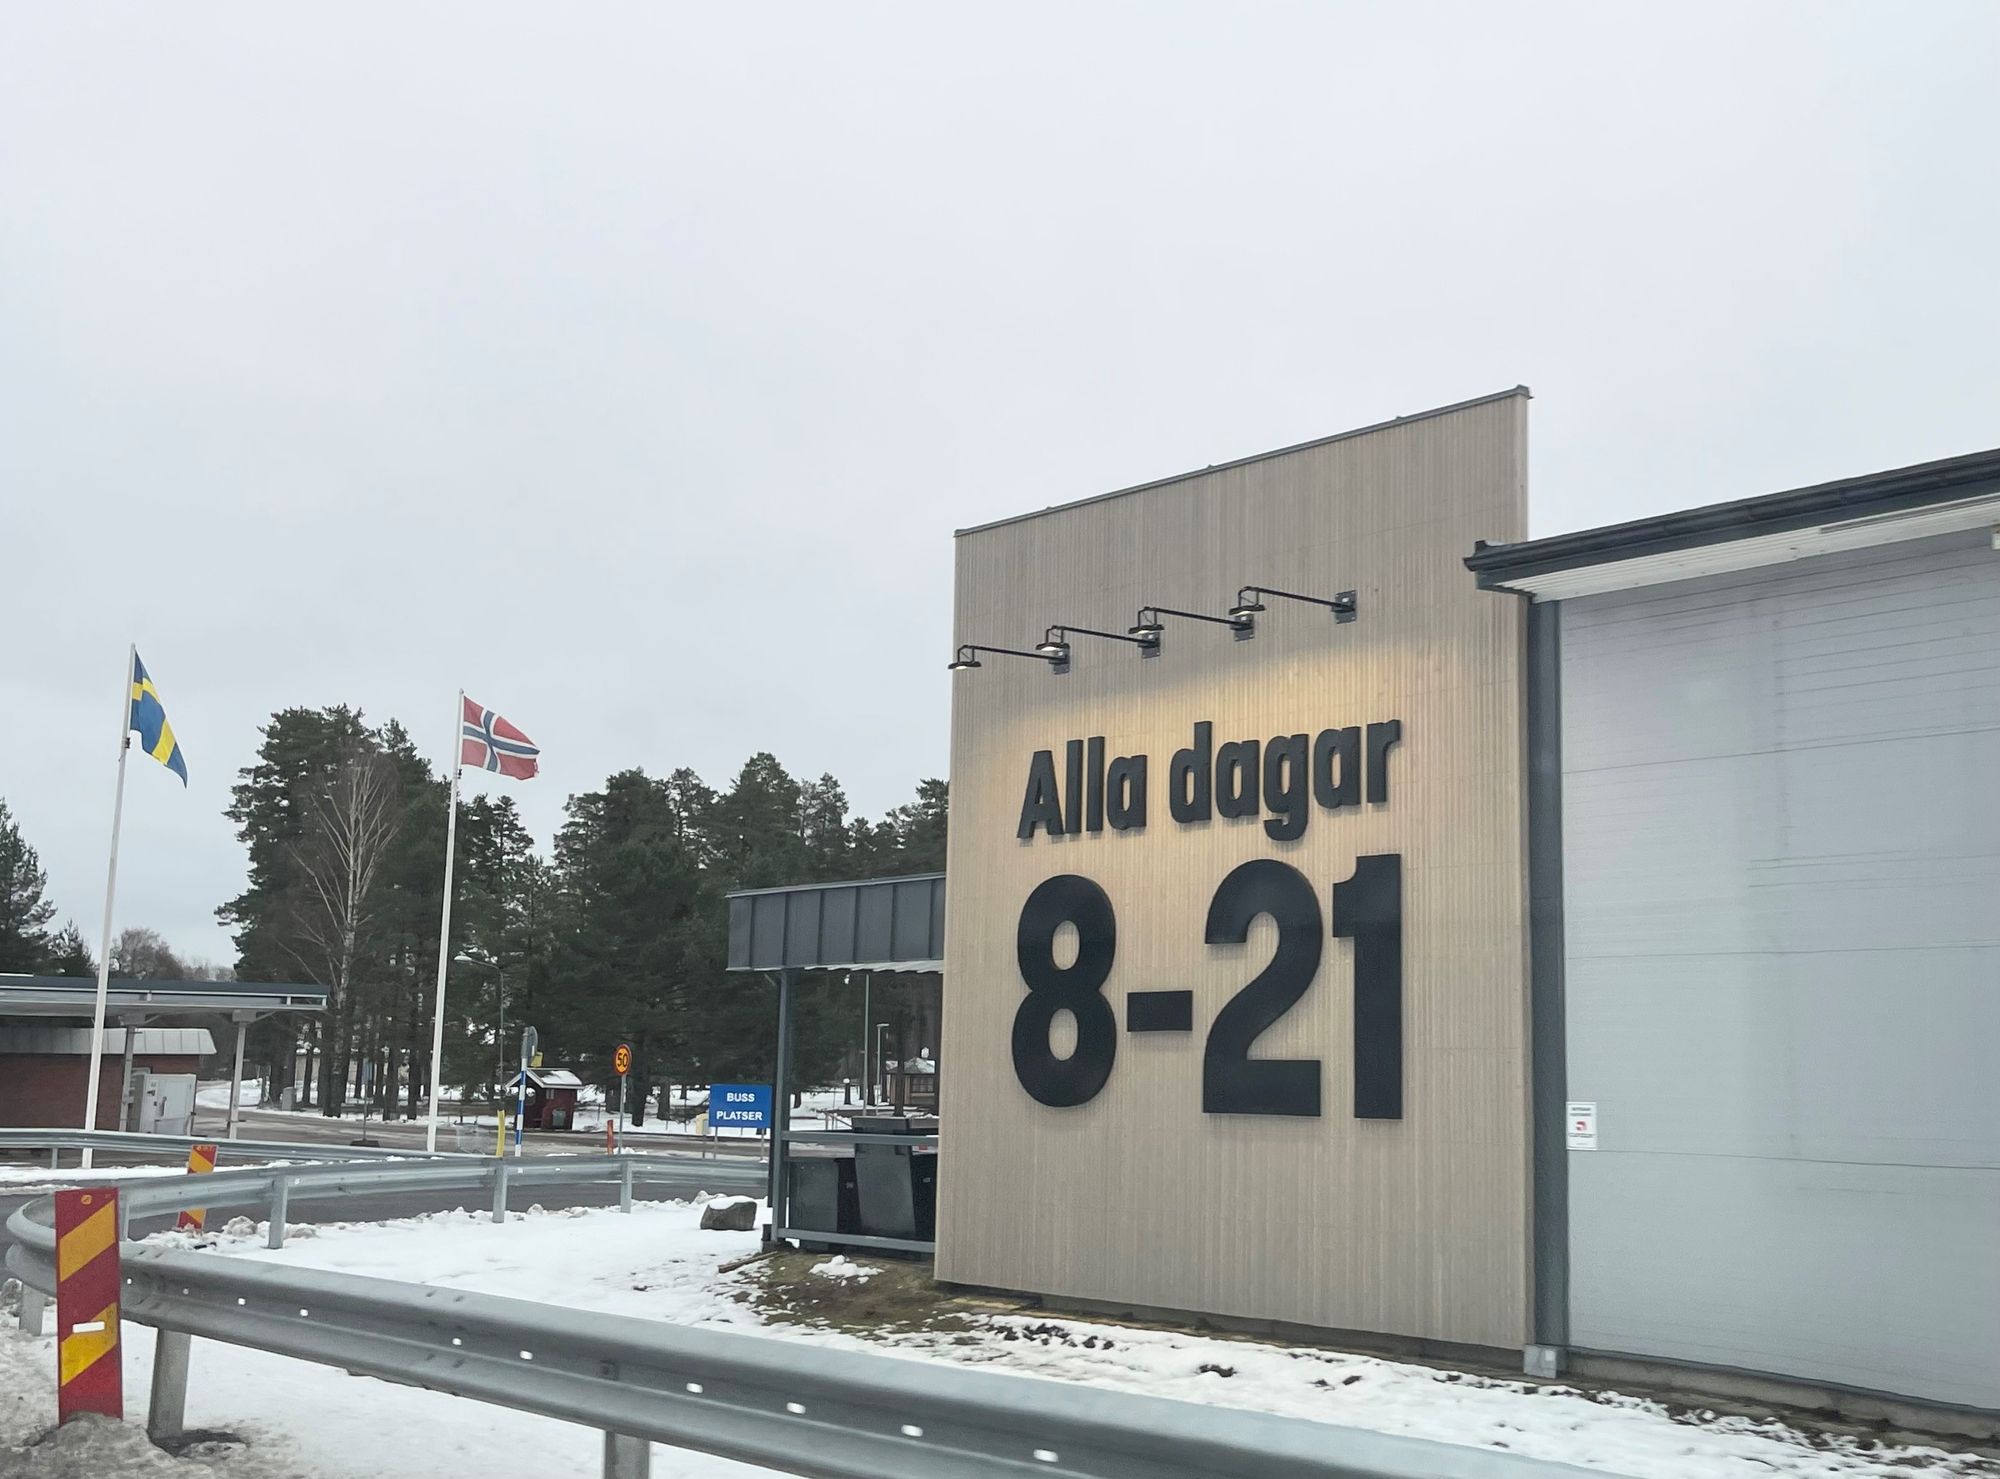 Alla dagar
8-21
50
BUSS
PLATSER